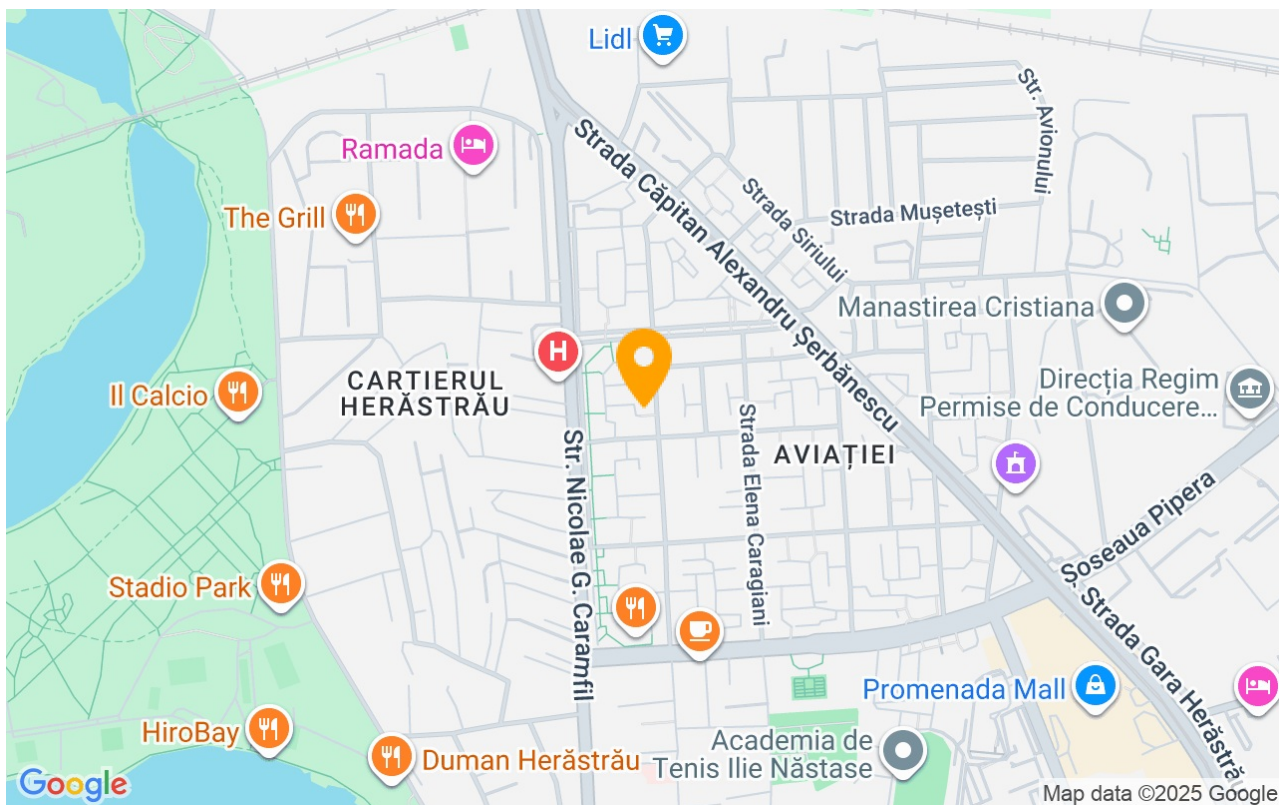 Lidl
Str. Avionului
Ramada
Strada Căpitan Alexandru Șerbănescu
Strada Siriului
The Grill
Strada Mușetești
Manastirea Cristiana
H
CARTIERUL
HERĂSTRĂU
Il Calcio
Direcția Regim
Permise de Conducere...
Str. Nicolae G. Caramfil
Strada Elena Caragiani
AVIAȚIEI
Șoseaua Pipera
Stadio Park
Strada Gara Herăstră
Promenada Mall
HiroBay
Duman Herăstrău
Academia de
Tenis Ilie Năstase
Google
Map data ©2025 Google